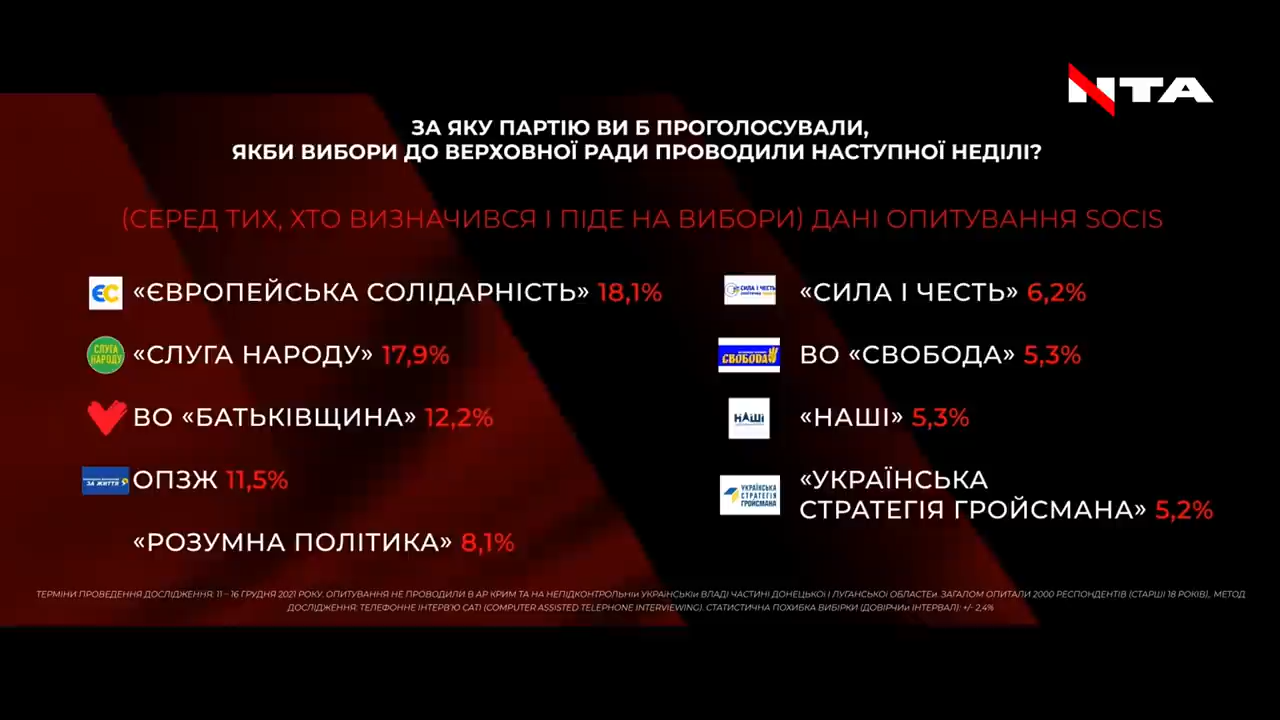 NTA
ЗА ЯКУ ПАРТІЮ ВИ Б ПРОГОЛОСУВАЛИ,
ЯКБИ ВИБОРИ ДО ВЕРХОВНОЇ РАДИ ПРОВОДИЛИ НАСТУПНОЇ НЕДІЛІ?
(СЕРЕД ТИХ, ХТО ВИЗНАЧИВСЯ І ПІДЕ НА ВИБОРИ) ДАНІ ОПИТУВАННЯ SOCIS
ЄС «ЄВРОПЕЙСЬКА СОЛІДАРНІСТЬ» 18,1%
СЛУГА
НАРОДУ
«СЛУГА НАРОДУ» 17,9%
ВО «БАТЬКІВЩИНА» 12,2%
ЗА ЖИТТЯ
ОПЗЖ 11,5%
«РОЗУМНА ПОЛІТИКА» 8,1%
СИЛА І ЧЕСТЬ
«СИЛА І ЧЕСТЬ» 6,2%
СВОБОДА
ВО «СВОБОДА» 5,3%
НАШІ
«НАШІ» 5,3%
УКРАЇНСЬКА
СТРАТЕГІЯ
ГРОЙСМАНА
«УКРАЇНСЬКА
СТРАТЕГІЯ ГРОЙСМАНА» 5,2%
ТЕРМІНИ ПРОВЕДЕННЯ ДОСЛІДЖЕННЯ: 11 – 16 ГРУДНЯ 2021 РОКУ. ОПИТУВАННЯ НЕ ПРОВОДИЛИ В АР КРИМ ТА НА НЕПІДКОНТРОЛЬНІй УКРАЇНСЬКІй ВЛАДІ ЧАСТИНІ ДОНЕЦЬКОЇ І ЛУГАНСЬКОЇ ОБЛАСТЕй. ЗАГАЛОМ ОПИТАЛИ 2000 РЕСПОНДЕНТІВ (СТАРШІ 18 РОКІВ),. МЕТОД
ДОСЛІДЖЕННЯ: ТЕЛЕФОННЕ ІНТЕРВ'Ю CATI (COMPUTER ASSISTED TELEPHONE INTERVIEWING). СТАТИСТИЧНА ПОХИБКА ВИБІРКИ (ДОВІРЧИй ІНТЕРВАЛ): +/- 2,4%